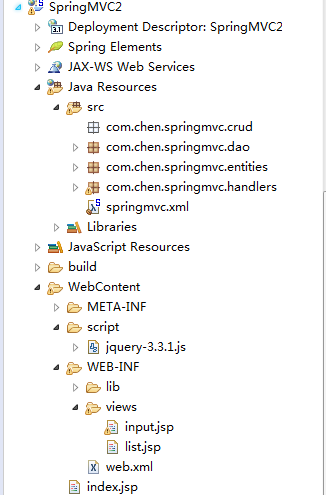 SpringMVC2
Deployment Descriptor: SpringMVC2
Spring Elements
JAX-WS Web Services
Java Resources
src
com.chen.springmvc.crud
com.chen.springmvc.dao
com.chen.springmvc.entities
com.chen.springmvc.handlers
springmvc.xml
Libraries
JavaScript Resources
build
WebContent
META-INF
script
jquery-3.3.1.js
WEB-INF
lib
views
input.jsp
list.jsp
web.xml
index.jsp